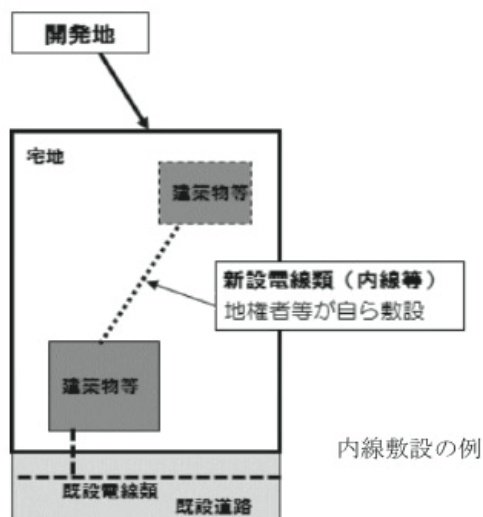 開発地
宅地
建築物等
新設電線類（内線等）
地権者等が自ら敷設
建築物等
内線敷設の例
既設電線類
既設道路